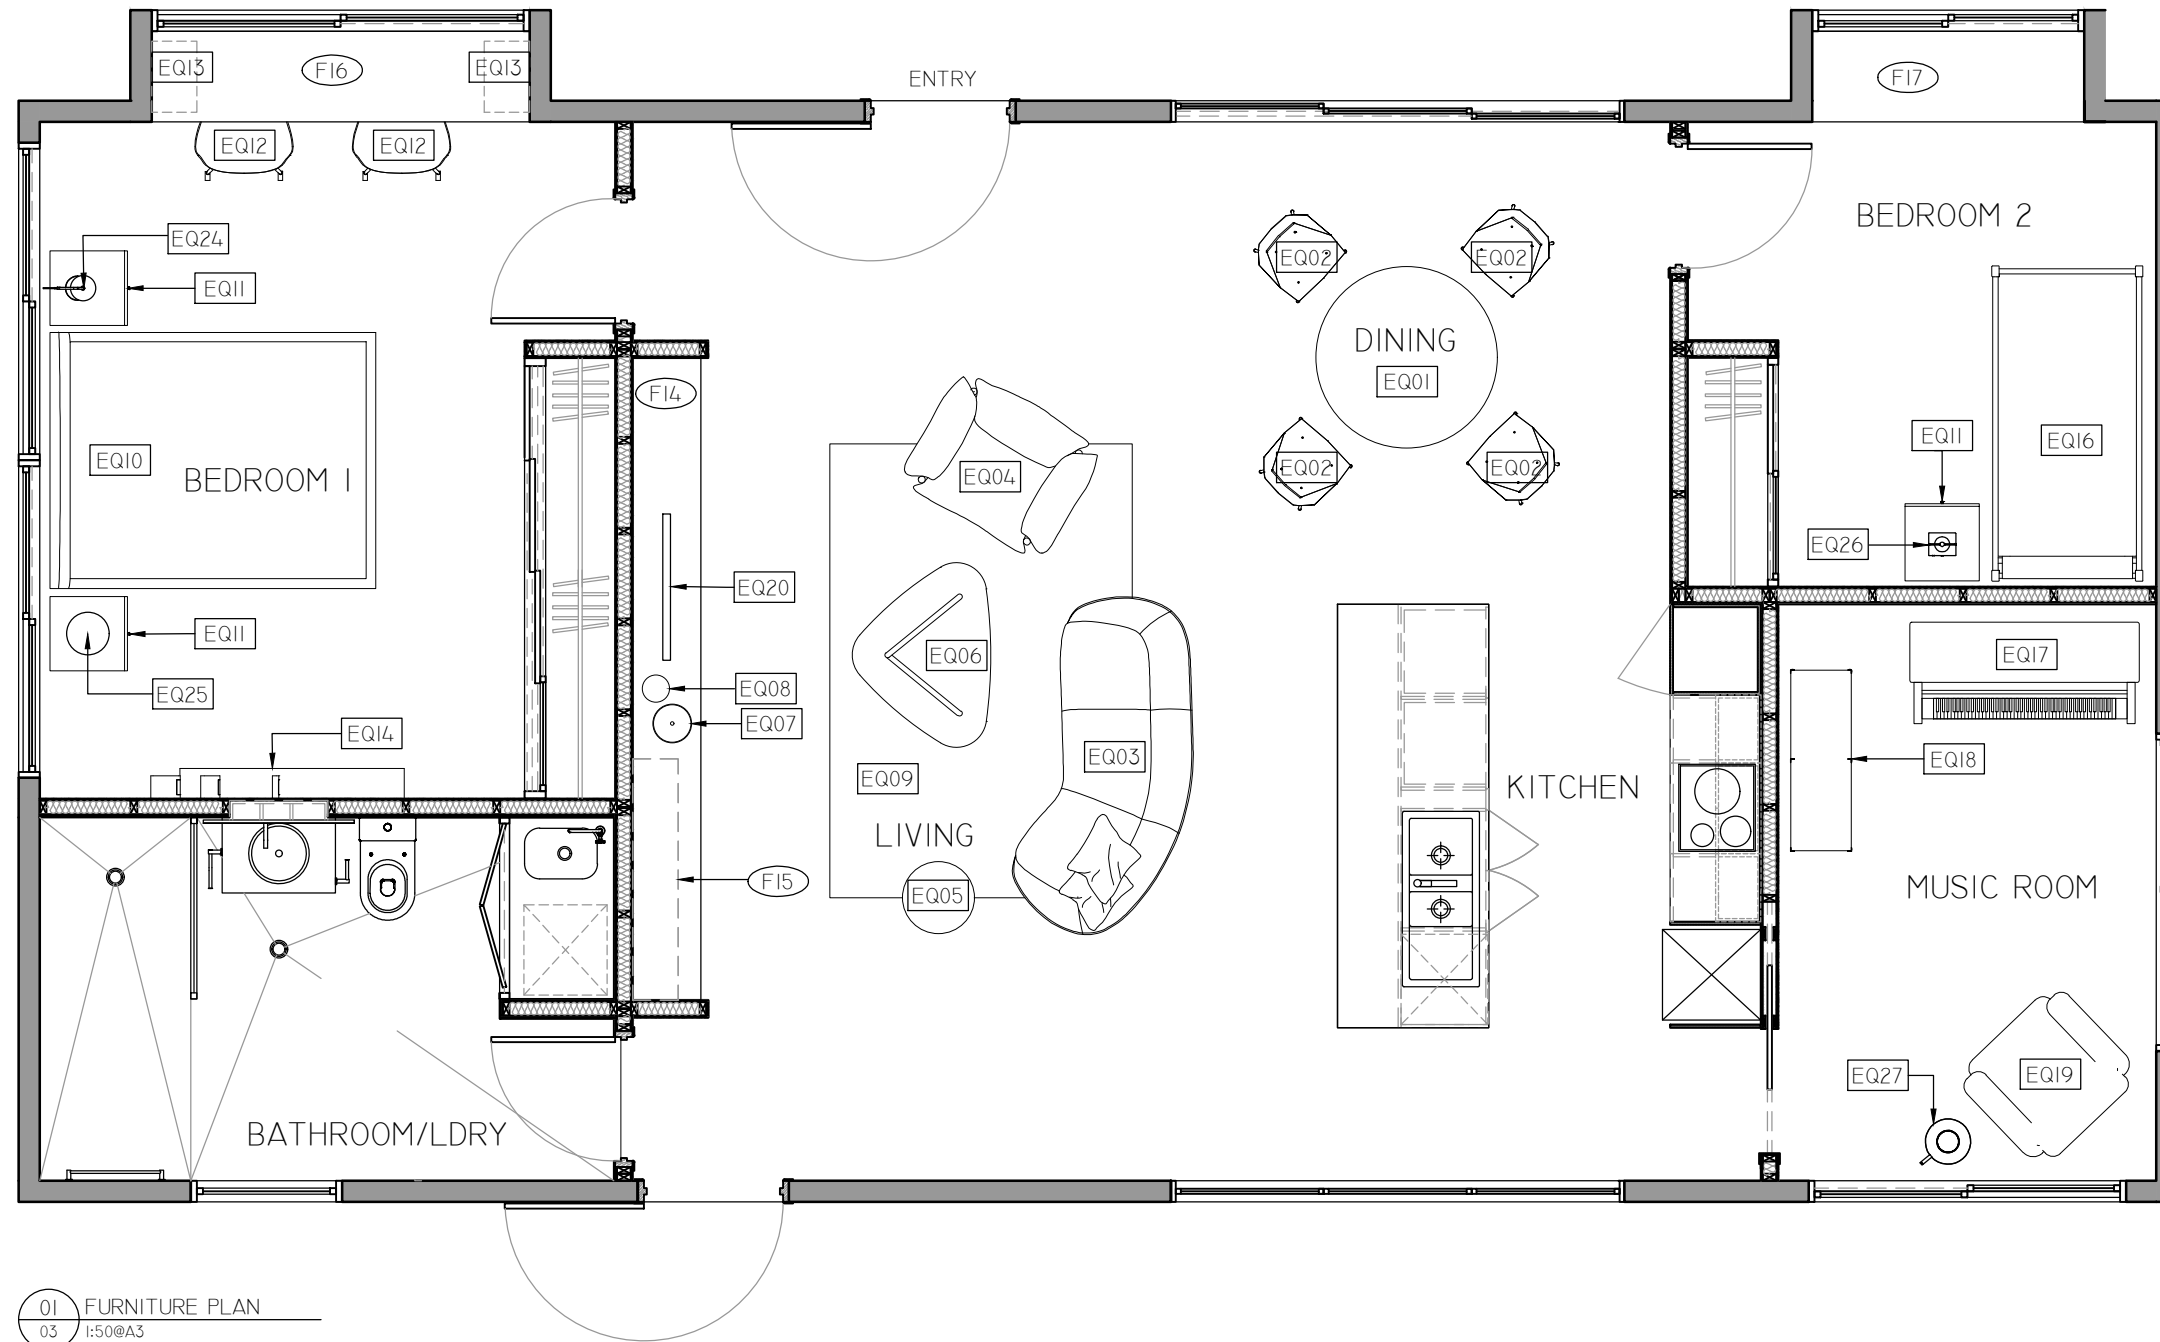 EQ13
F16
EQ13
ENTRY
F17
EQ12
EQ12
EQ24
EQ11
BEDROOM 2
EQ02
EQ02
DINING
EQ01
F14
EQ10
BEDROOM 1
EQ04
EQ02
EQ02
EQ11
EQ16
EQ26
EQ20
EQ11
EQ06
EQ17
EQ25
EQ08
EQ07
EQ14
EQ03
EQ09
KITCHEN
EQ18
LIVING
F15
EQ05
MUSIC ROOM
EQ27
EQ19
BATHROOM/LDRY
01
FURNITURE PLAN
03
1:50@A3